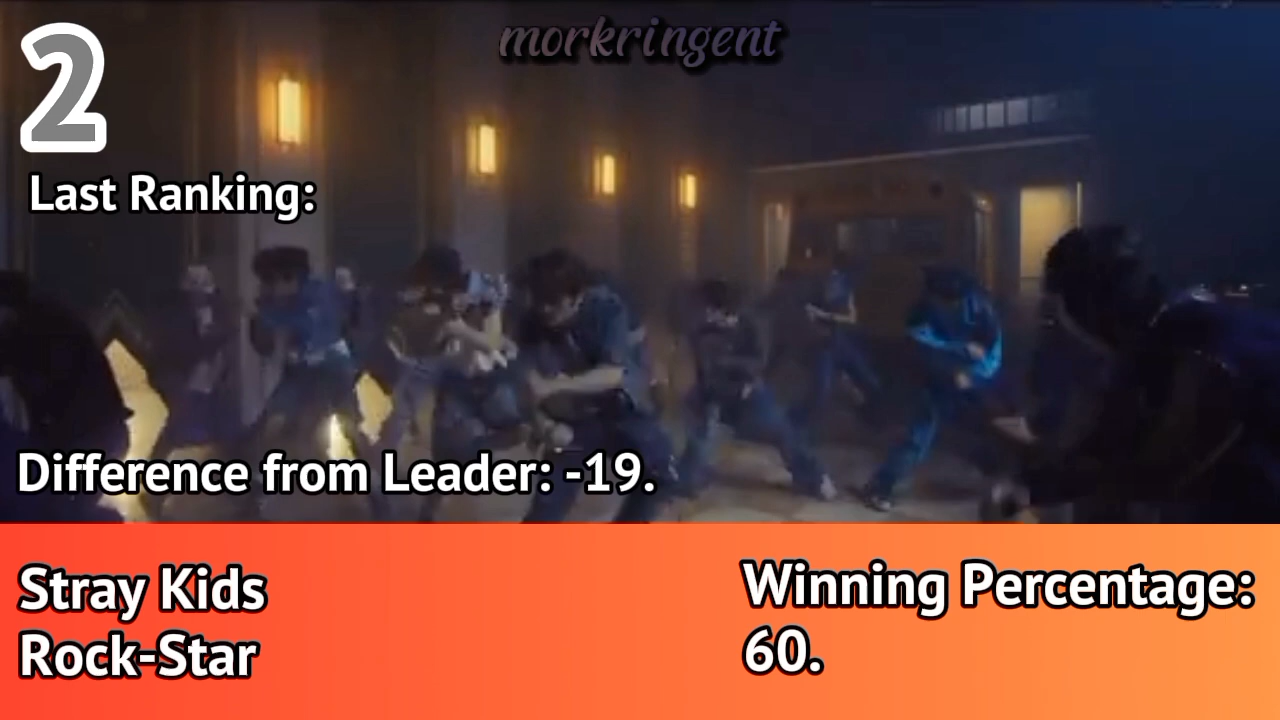 morkringent
2
Last Ranking:
Difference from Leader: -19.
Stray Kids
Rock-Star
Winning Percentage:
60.